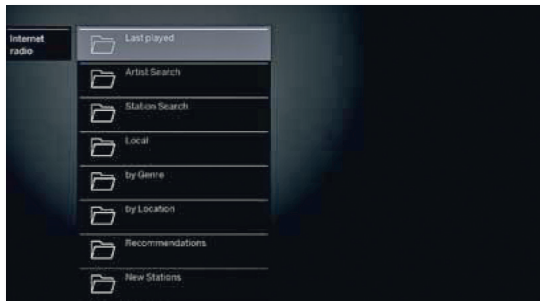 Internet
radio
Last played
Artist Search
Station Search
Local
by Genre
by Location
Recommendations
New Stations